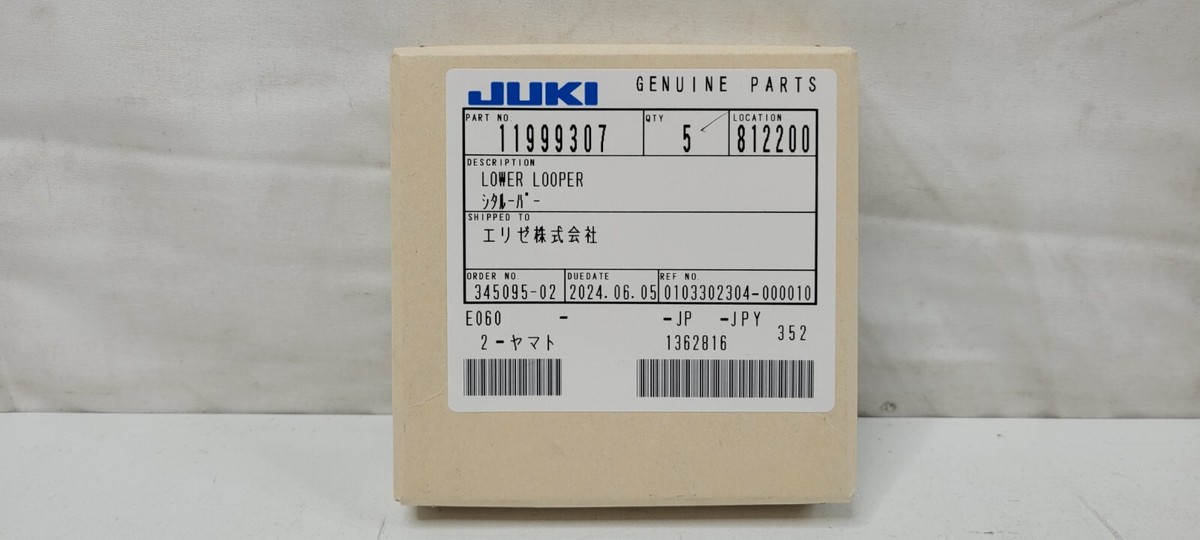 JUKI GENUINE PARTS
PART NO. QTY LOCATION
11999307 5 812200
DESCRIPTION
LOWER LOOPER
ｼﾀﾙｰﾊﾟｰ
SHIPPED TO
エリゼ株式会社
ORDER NO. DUEDATE REF NO.
345095-02 2024.06.05 0103302304-000010
E060 - -JP -JPY
352
2-ヤマト 1362816